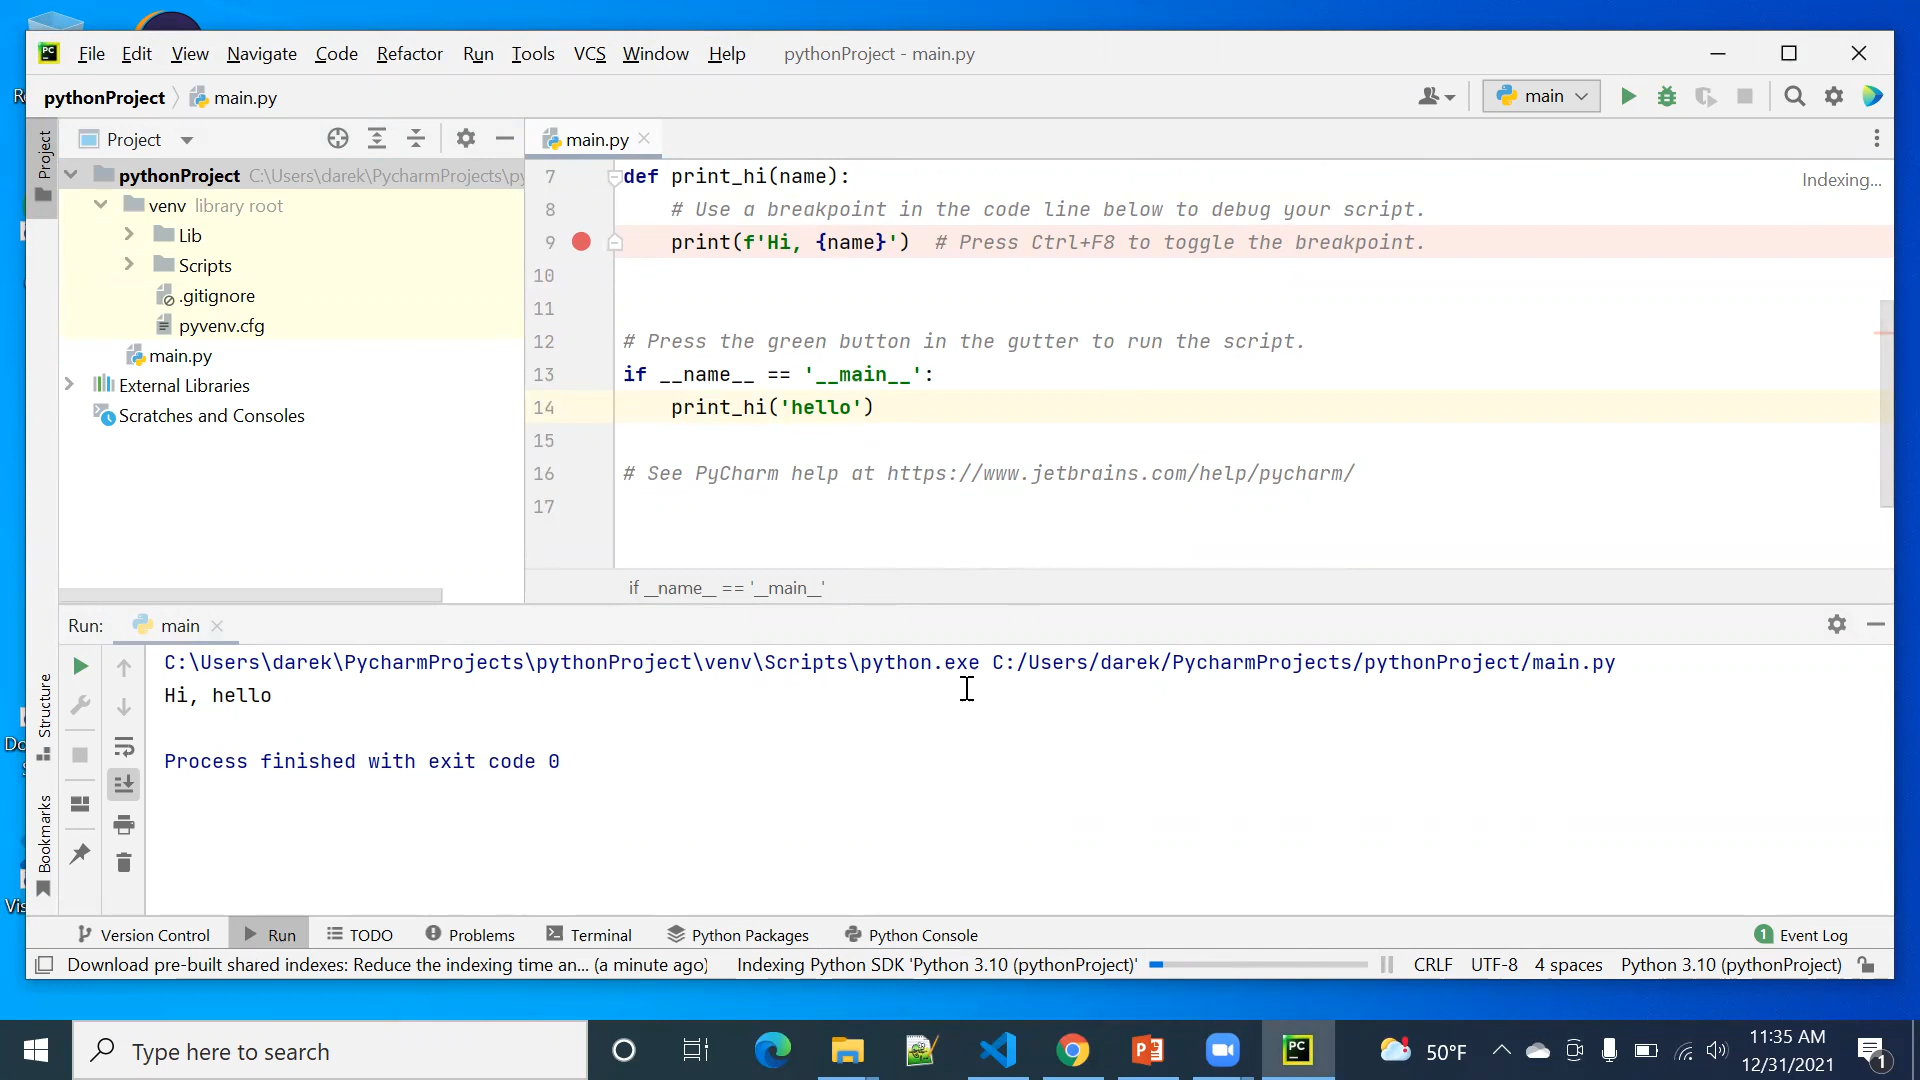 PC File Edit View Navigate Code Refactor Run Tools VCS Window Help pythonProject - main.py
pythonProject main.py main
Project main.py
Project
pythonProject C:\Users\darek\PycharmProjects\py
venv library root
Lib
Scripts
.gitignore
pyvenv.cfg
main.py
External Libraries
Scratches and Consoles
Indexing...
7 def print_hi(name):
8 # Use a breakpoint in the code line below to debug your script.
9 print(f'Hi, {name}') # Press Ctrl+F8 to toggle the breakpoint.
10
11
12 # Press the green button in the gutter to run the script.
13 if __name__ == '__main__':
14 print_hi('hello')
15
16 # See PyCharm help at https://www.jetbrains.com/help/pycharm/
17
if __name__ == '__main__'
Run: main
C:\Users\darek\PycharmProjects\pythonProject\venv\Scripts\python.exe C:/Users/darek/PycharmProjects/pythonProject/main.py
Hi, hello
Process finished with exit code 0
Structure
Bookmarks
Version Control Run TODO Problems Terminal Python Packages Python Console 1 Event Log
Download pre-built shared indexes: Reduce the indexing time an... (a minute ago) Indexing Python SDK 'Python 3.10 (pythonProject)' CRLF UTF-8 4 spaces Python 3.10 (pythonProject)
Type here to search PC 50°F 11:35 AM
12/31/2021 1